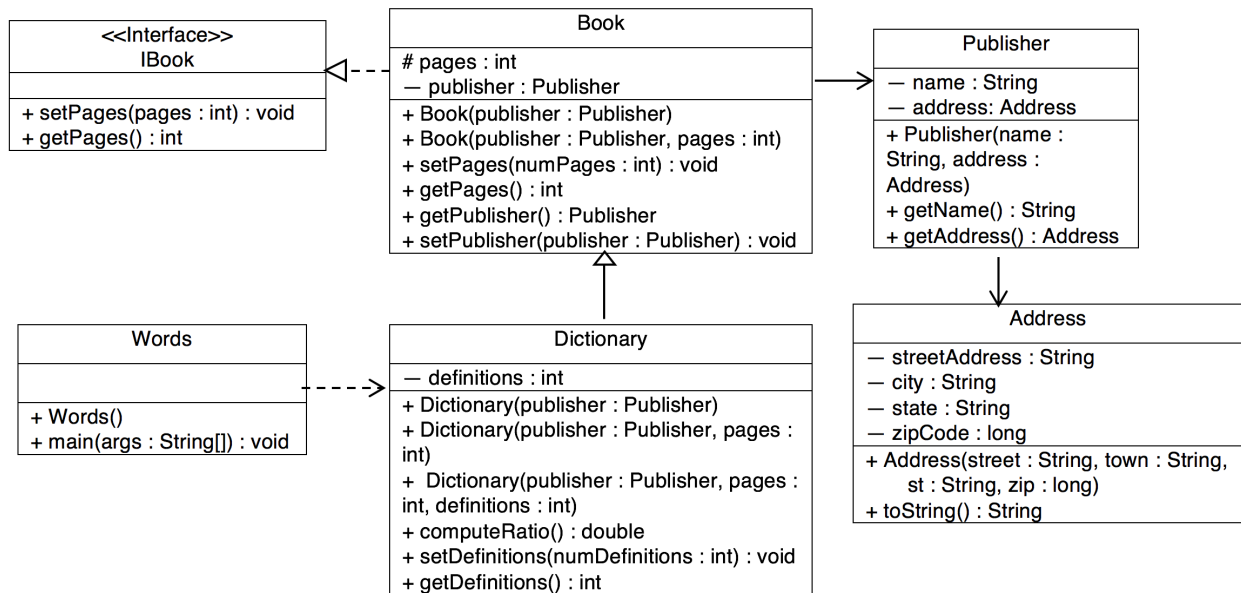 <<Interface>>
IBook
+ setPages(pages : int) : void
+ getPages() : int
Book
# pages : int
— publisher : Publisher
+ Book(publisher : Publisher)
+ Book(publisher : Publisher, pages : int)
+ setPages(numPages : int) : void
+ getPages() : int
+ getPublisher() : Publisher
+ setPublisher(publisher : Publisher) : void
Publisher
— name : String
— address: Address
+ Publisher(name :
String, address :
Address)
+ getName() : String
+ getAddress() : Address
Words
+ Words()
+ main(args : String[]) : void
Dictionary
— definitions : int
+ Dictionary(publisher : Publisher)
+ Dictionary(publisher : Publisher, pages :
int)
+ Dictionary(publisher : Publisher, pages :
int, definitions : int)
+ computeRatio() : double
+ setDefinitions(numDefinitions : int) : void
+ getDefinitions() : int
Address
— streetAddress : String
— city : String
— state : String
— zipCode : long
+ Address(street : String, town : String,
st : String, zip : long)
+ toString() : String